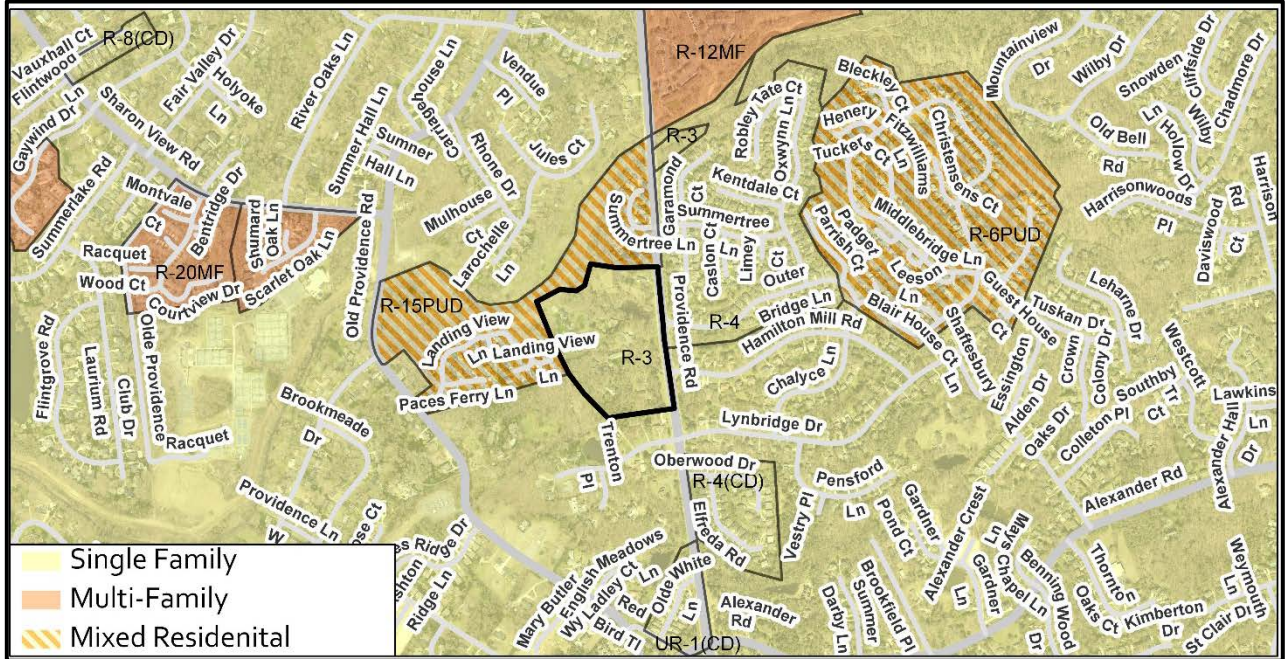 R-8(CD)
Vauxhall Ct
Flintwood
Ln
Gaywind Dr
Sharon View Rd
Fair Valley Dr
Holyoke
Ln
River Oaks Ln
Summer Hall Ln
Sumner
Hall Ln
Carriagehouse Ln
Vendue
Pl
Rhone Dr
Jules Ct
Mulhouse
Ct
Larochelle
Ln
Summerlake Rd
Montvale
Ct
Bentridge Dr
Shumard
Oak Ln
Scarlet Oak Ln
Racquet
Wood Ct
R-20MF
Courtview Dr
Old Providence Rd
R-12MF
R-3
Robley Tate Ct
Oxwynn Ln
Garamond
Ct
Kentdale Ct
Summertree
Summertree Ln
Caslon Ct
Limey
Ct
Outer
Bridge Ln
Providence Rd
R-4
Hamilton Mill Rd
Chalyce Ln
Bleckley Ct
Henery
Tuckers Ct
Fitzwilliams
Ln
Christensens Ct
Middlebridge Ln
R-6PUD
Padget
Parrish Ct
Leeson
Ln
Blair House Ct
Guest House
Ct
Shaftesbury
Ln
Essington
Tuskan Dr
Crown
Colony Dr
Leharne Dr
Alden Dr
Oaks Dr
Mountainview
Dr
Wilby Dr
Snowden
Ln
Cliffside Dr
Chadmore Dr
Wilby
Hollow Dr
Old Bell
Rd
Harrisonwoods
Pl
Daviswood
Ct
Harrison
Rd
Westcott
Tr
Southby
Ct
Colleton Pl
Lawkins
Ln
Alexander Hall
Dr
Alexander Rd
R-15PUD
Landing View
Ln
Landing View
Ln
Paces Ferry Ln
R-3
Trenton
Pl
Lynbridge Dr
Oberwood Dr
R-4(CD)
Elfreda Rd
Vestry Pl
Pensford
Ln
Gardner
Pond Ct
Alexander Crest
Ln
Gardner
Ln
Mays
Chapel Ln
Dr
Benning Wood
Dr
Thornton
Oaks Ct
Kimberton
Dr
Weymouth
Ln
St Clair Dr
Darby Ln
Sumner
Brookfield Pl
Alexander
Rd
Olde White
Ln
Red
Bird Tl
UR-1(CD)
Mary Butler
English Meadows
Ln
Wy Ladley Ct
Flintgrove Rd
Laurium Rd
Club Dr
Olde Providence
Racquet
Brookmeade
Dr
Providence Ln
W
Ridge Ln
Single Family
Multi-Family
Mixed Residenital